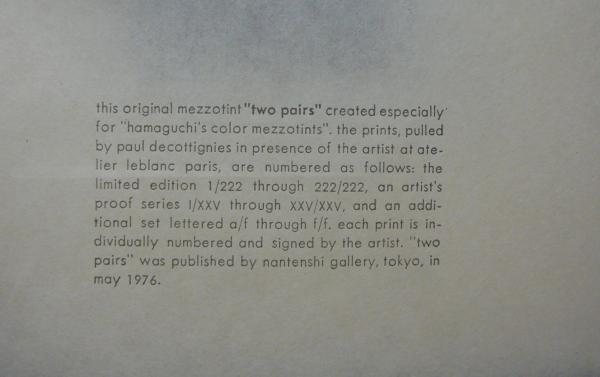 this original mezzotint "two pairs" created especially
for "hamaguchi's color mezzotints". the prints, pulled
by paul decottignies in presence of the artist at ate-
lier leblanc paris, are numbered as follows: the
limited edition 1/222 through 222/222, an artist's
proof series I/XXV through XXV/XXV, and an addi-
tional set lettered a/f through f/f. each print is in-
dividually numbered and signed by the artist. "two
pairs" was published by nantenshi gallery, tokyo, in
may 1976.